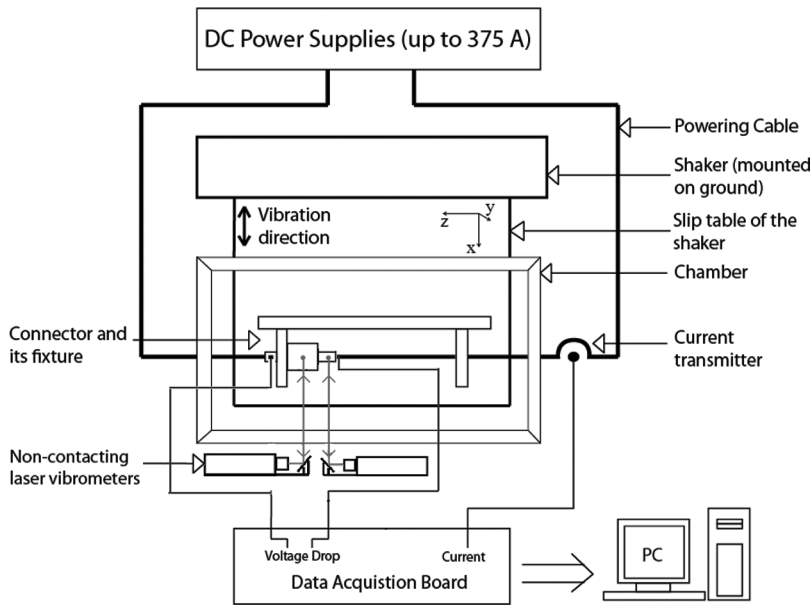 DC Power Supplies (up to 375 A)
Powering Cable
Shaker (mounted
on ground)
Vibration
direction
y
z
x
Slip table of the
shaker
Chamber
Connector and
its fixture
Current
transmitter
Non-contacting
laser vibrometers
Voltage Drop
Current
Data Acquistion Board
PC